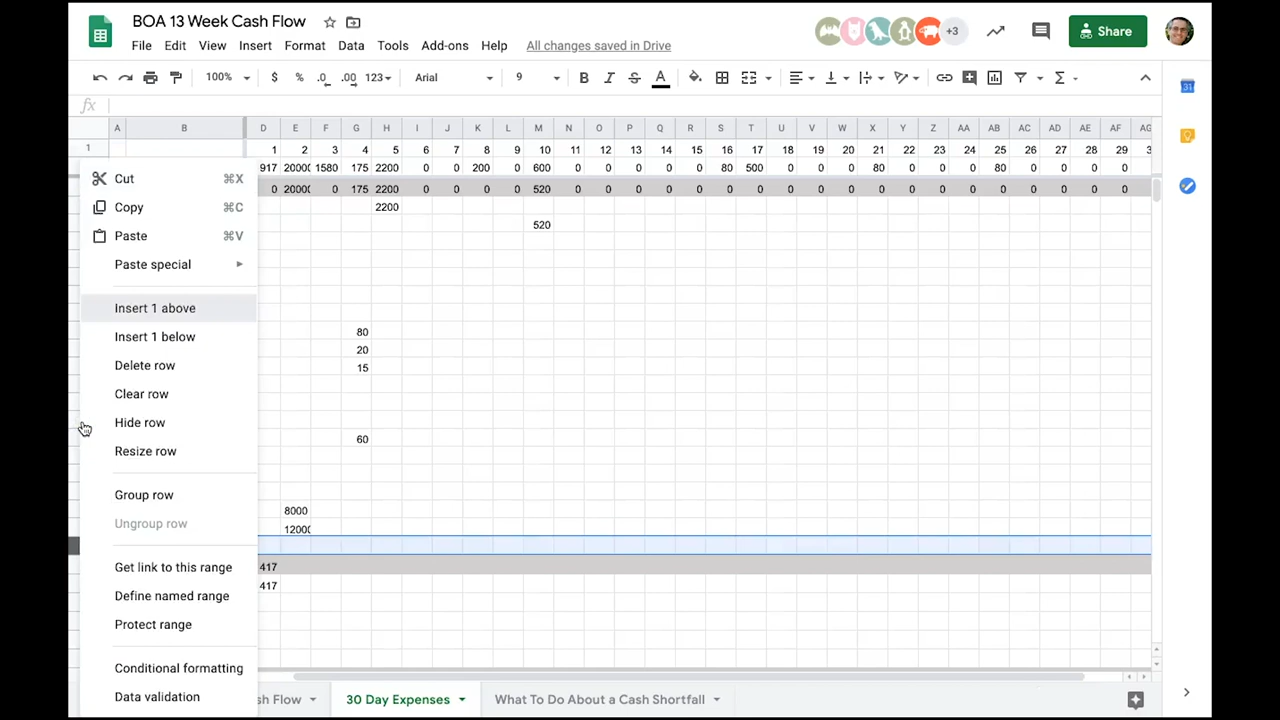 BOA 13 Week Cash Flow
File Edit View Insert Format Data Tools Add-ons Help All changes saved in Drive
+3
Share
100% $ % .0 .00 123 Arial 9 B I S A
fx
31
A B D E F G H I J K L M N O P Q R S T U V W X Y Z AA AB AC AD AE AF AG
1 1 2 3 4 5 6 7 8 9 10 11 12 13 14 15 16 17 18 19 20 21 22 23 24 25 26 27 28 29
917 20000 1580 175 2200 0 0 200 0 600 0 0 0 0 0 80 500 0 0 0 80 0 0 0 80 0 0 0 0
Cut ⌘X
0 20000 0 175 2200 0 0 0 0 520 0 0 0 0 0 0 0 0 0 0 0 0 0 0 0 0 0 0 0
Copy ⌘C
2200
520
Paste ⌘V
Paste special
Insert 1 above
80
Insert 1 below
20
Delete row
15
Clear row
Hide row
60
Resize row
Group row
8000
Ungroup row
12000
Get link to this range
417
417
Define named range
Protect range
Conditional formatting
Data validation
sh Flow 30 Day Expenses What To Do About a Cash Shortfall